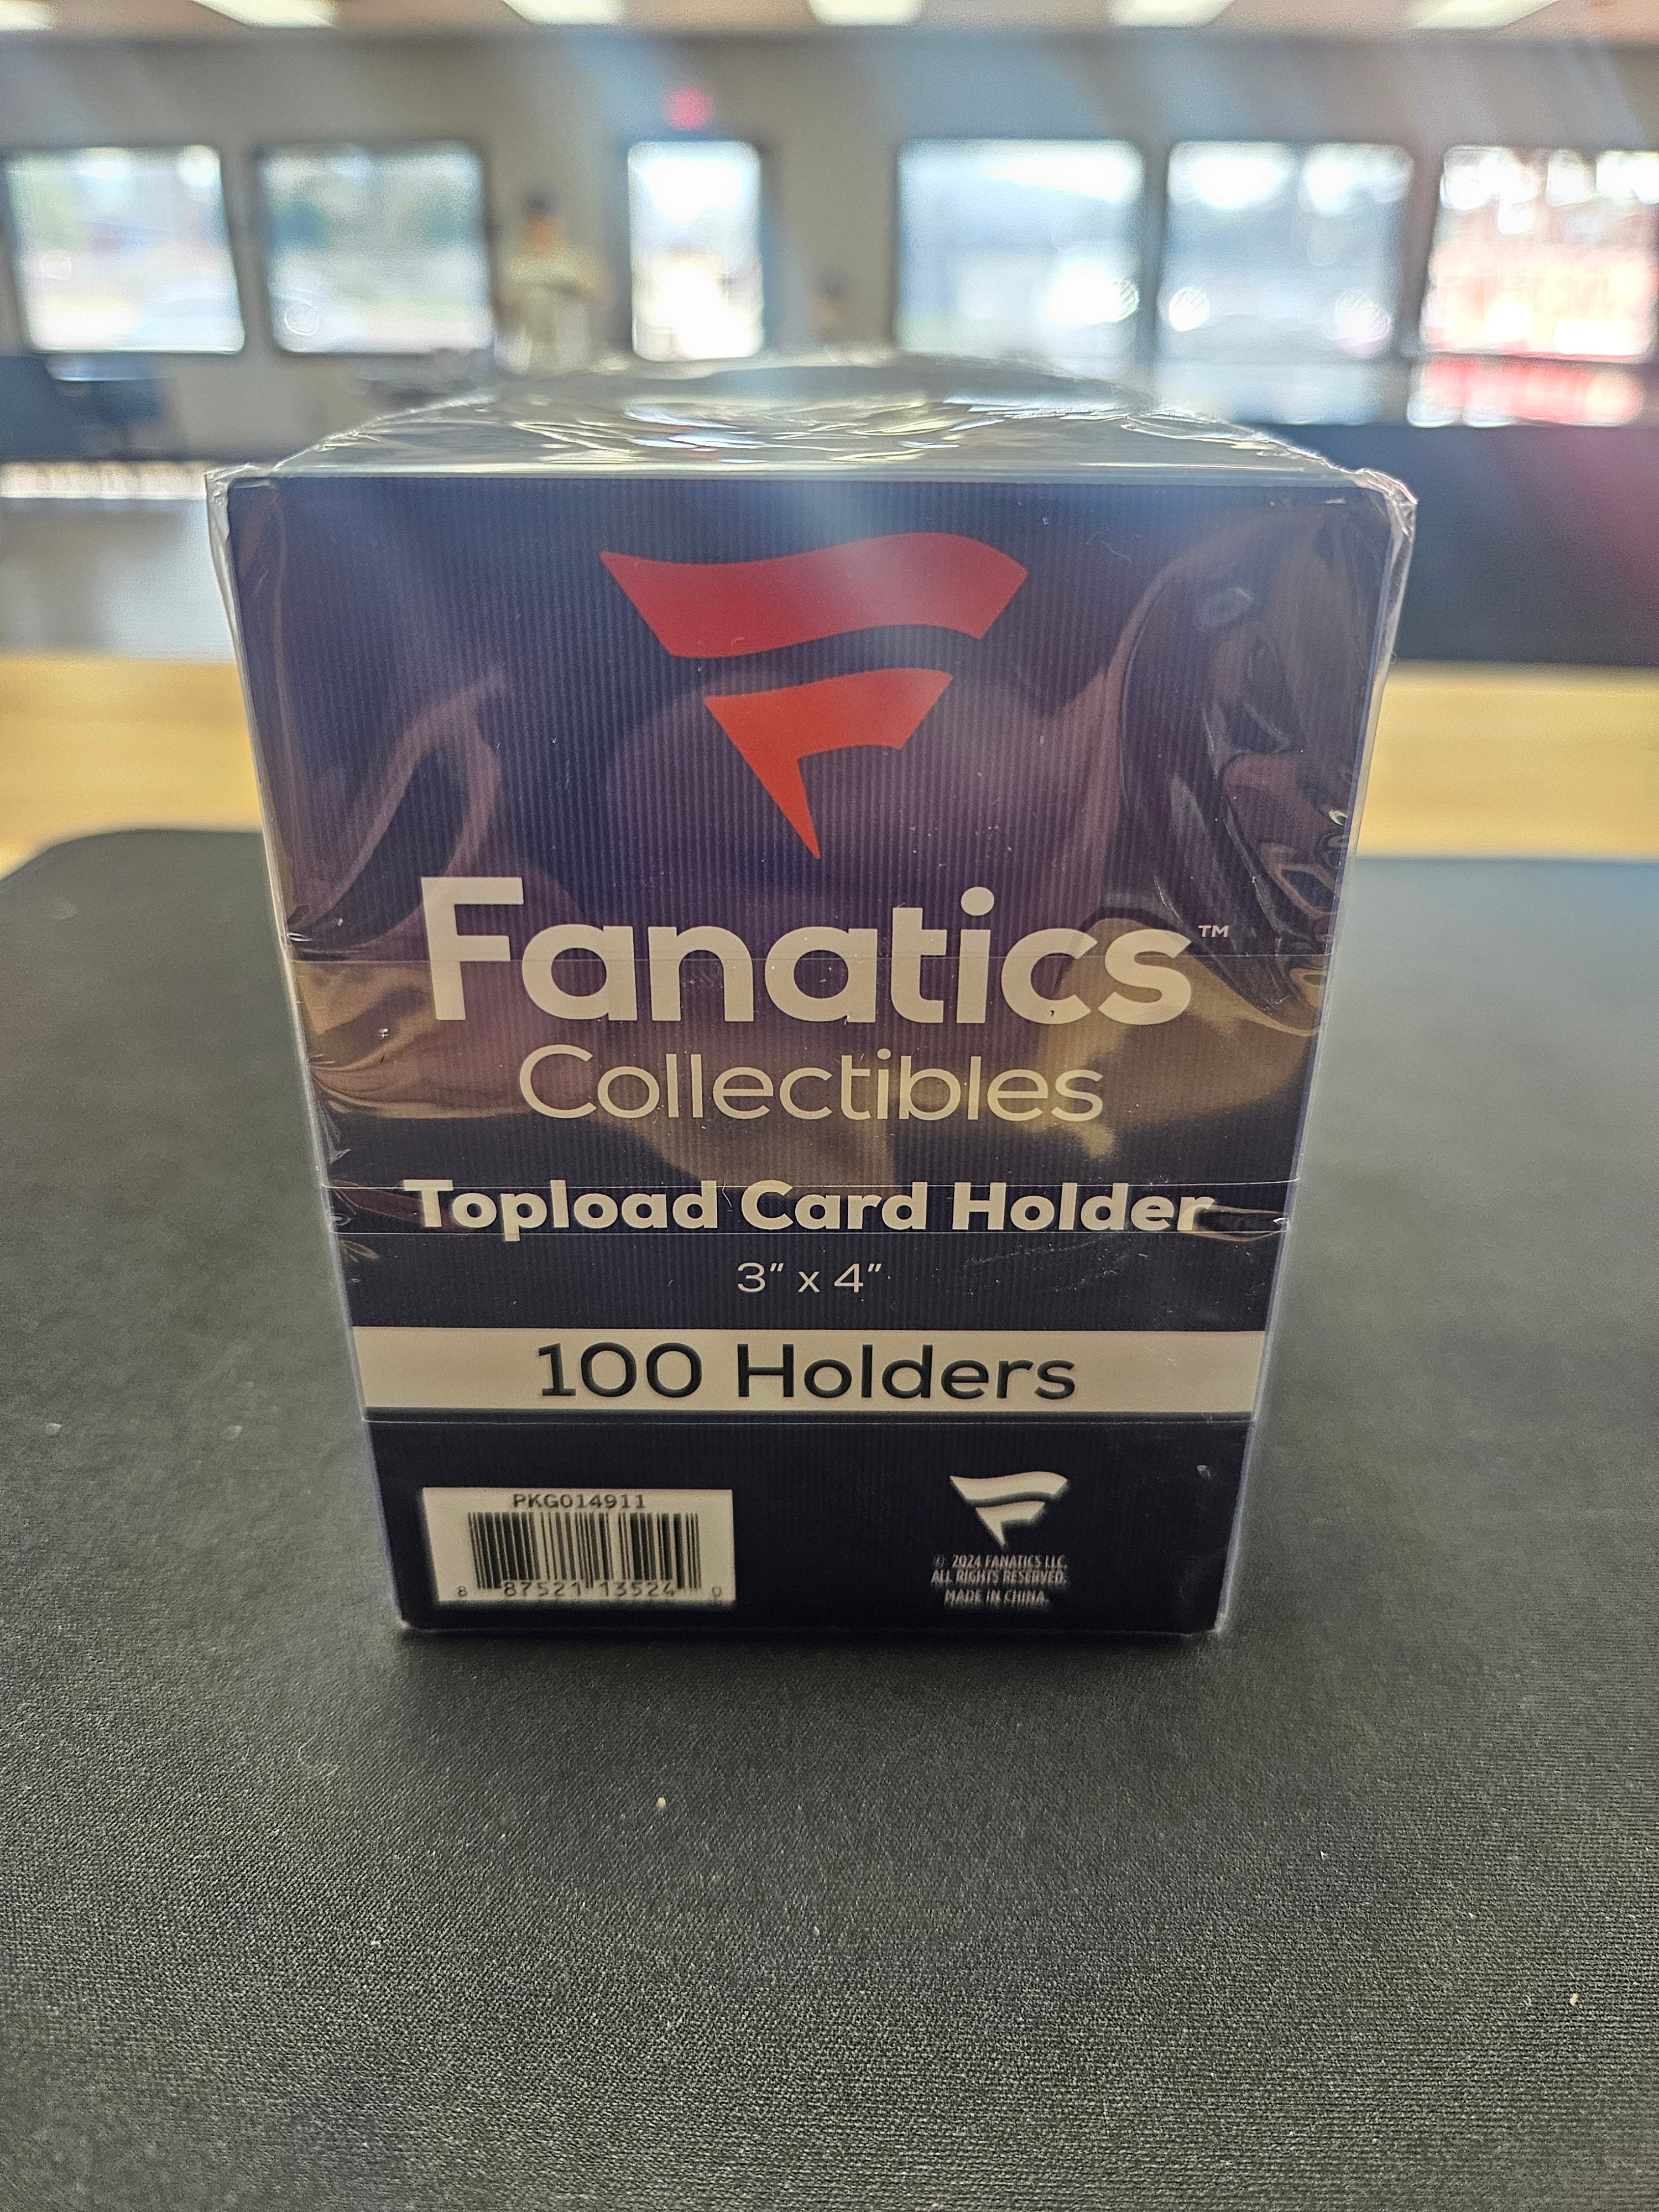 Fanatics™
Collectibles
Topload Card Holder
3” x 4”
100 Holders
PKG014911
8 87521 13524 0
© 2024 FANATICS LLC.
ALL RIGHTS RESERVED.
MADE IN CHINA.